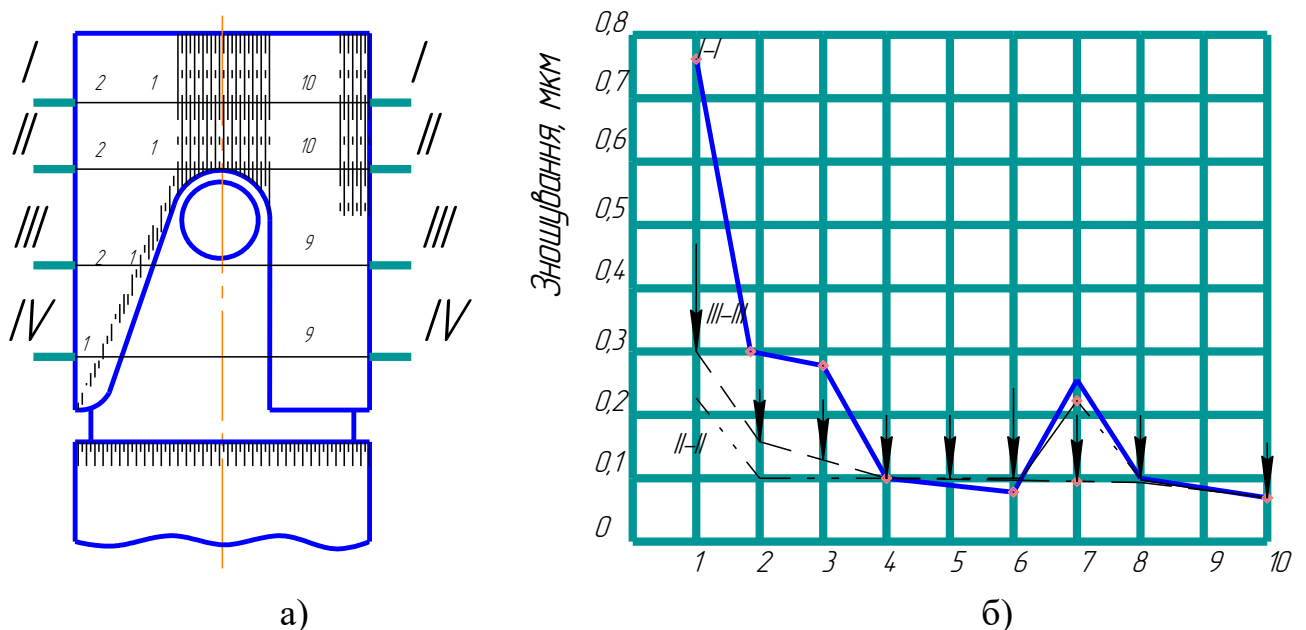 I I
2 1 10
II II
2 1 10
III III
2 1 9
IV IV
1 9
а)
Зношування, мкм
0,8
0,7
0,6
0,5
0,4
0,3
0,2
0,1
0
I–I
III–III
II–II
1 2 3 4 5 6 7 8 9 10
б)